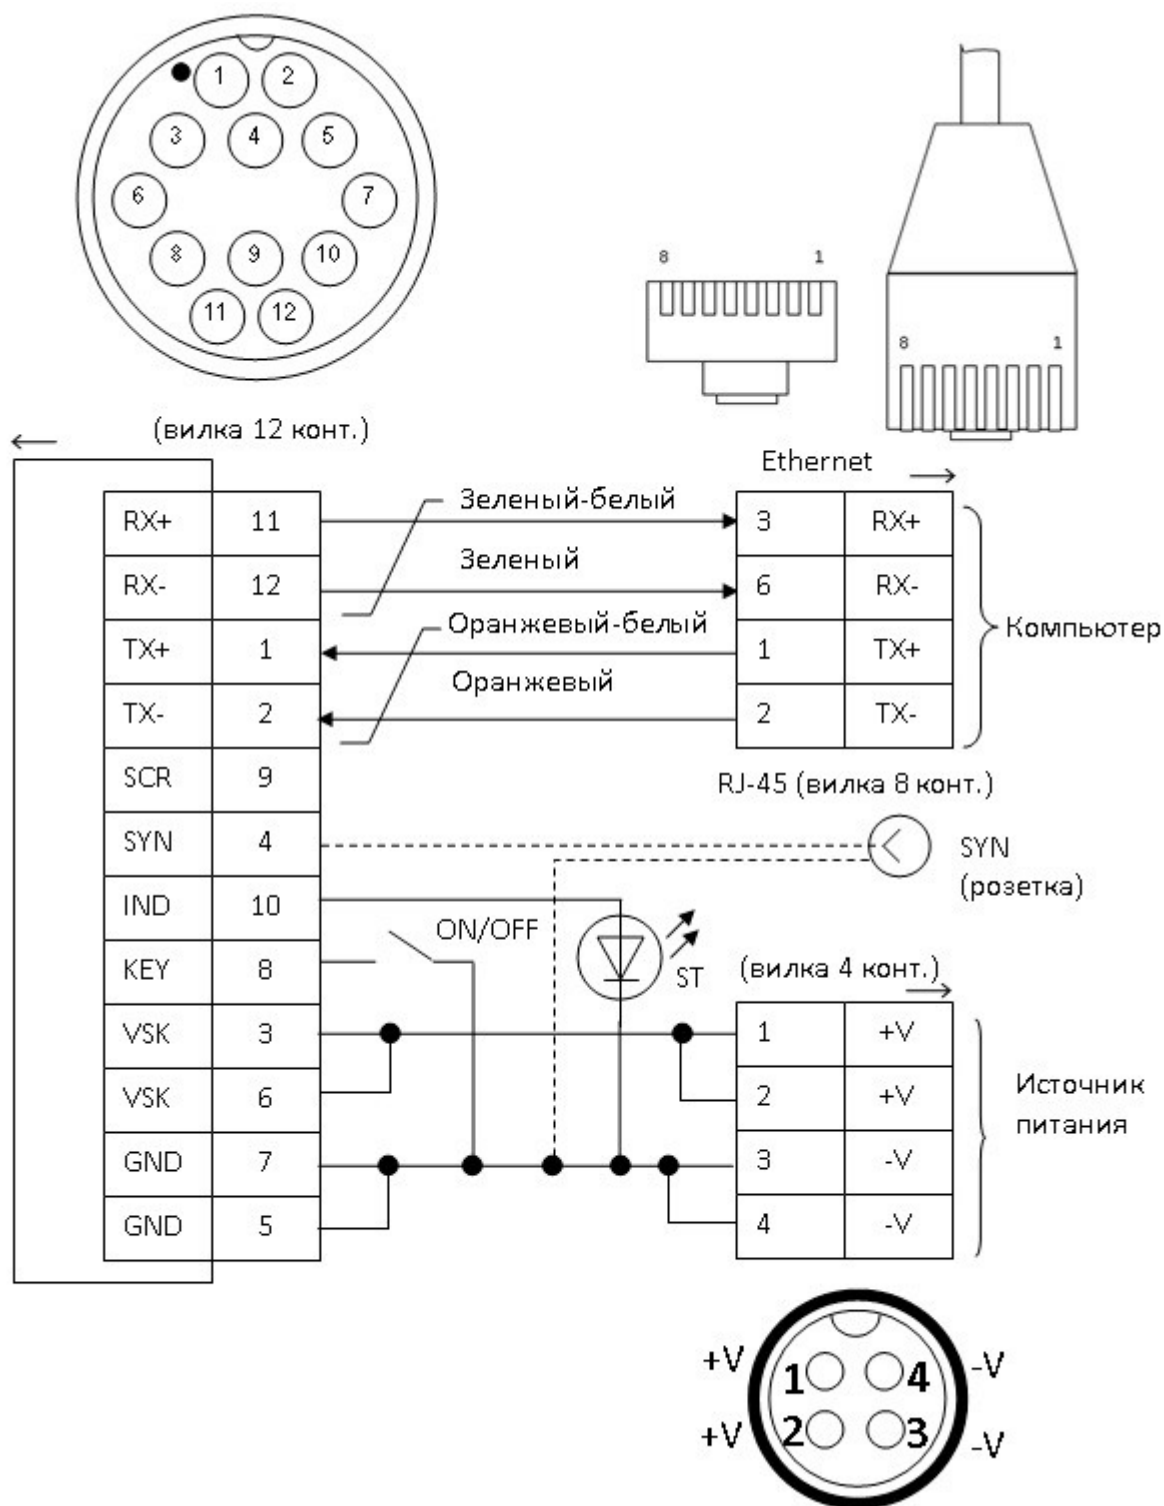 1 2
3 4 5
6 7
8 9 10
11 12
8 1
8 1
(вилка 12 конт.)
Ethernet
RX+ 11 Зеленый-белый 3 RX+
RX- 12 Зеленый 6 RX-
TX+ 1 Оранжевый-белый 1 TX+
TX- 2 Оранжевый 2 TX-
Компьютер
SCR 9
RJ-45 (вилка 8 конт.)
SYN 4
SYN
(розетка)
IND 10
ON/OFF
ST
(вилка 4 конт.)
KEY 8
VSK 3 1 +V
VSK 6 2 +V
GND 7 3 -V
GND 5 4 -V
Источник
питания
+V 1 4 -V
+V 2 3 -V